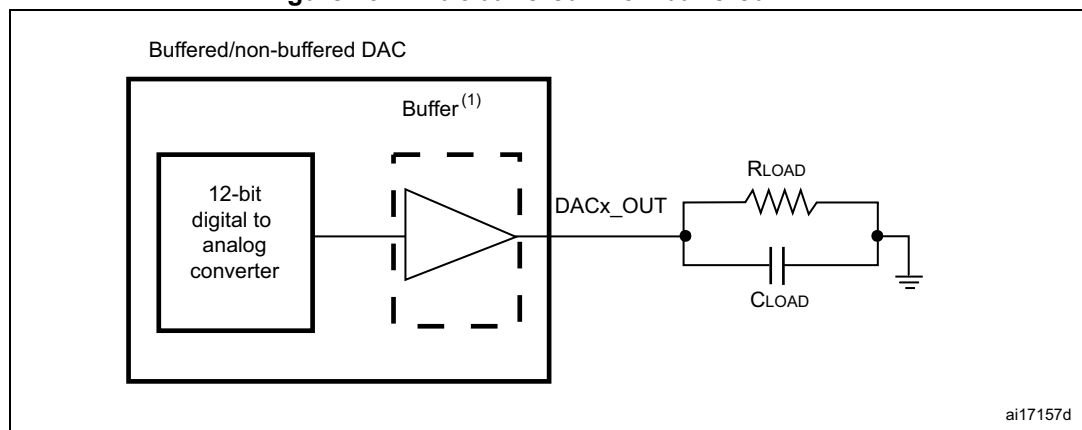 Buffered/non-buffered DAC
Buffer(1)
12-bit
digital to
analog
converter
DACx_OUT
RLOAD
CLOAD
ai17157d